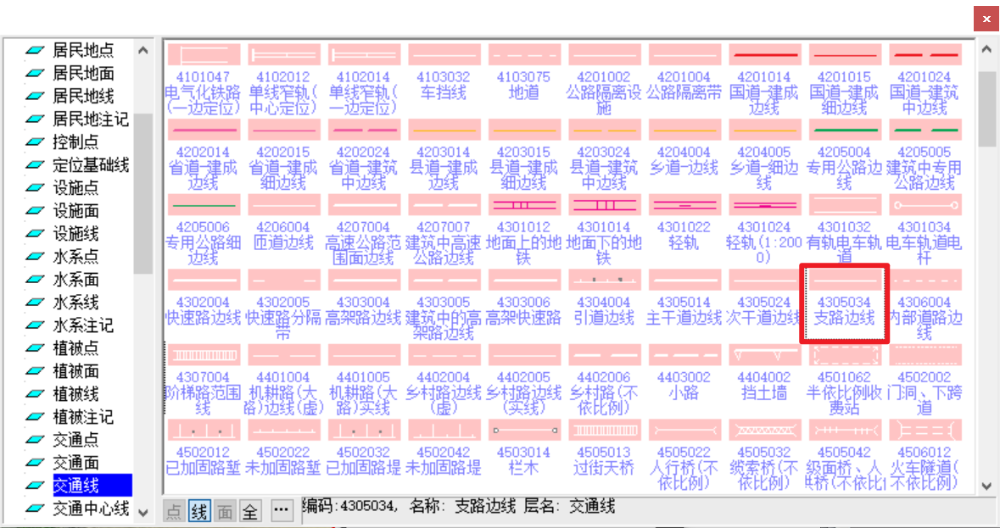 ×
居民地点
居民地面
居民地线
居民地注记
控制点
定位基础线
设施点
设施面
设施线
水系点
水系面
水系线
水系注记
植被点
植被面
植被线
植被注记
交通点
交通面
交通线
交通中心线
4101047 4102012 4102014 4103032 4103075 4201002 4201004 4201014 4201015 4201024
电气化铁路 单线窄轨( 单线窄轨( 车挡线 地道 公路隔离设 公路隔离带 国道-建成 国道-建成 国道-建筑
(一边定位) 中心定位) 一边定位) 施 边线 细边线 中边线
4202014 4202015 4202024 4203014 4203015 4203024 4204004 4204005 4205004 4205005
省道-建成 省道-建成 省道-建筑 县道-建成 县道-建成 县道-建筑 乡道-边线 乡道-细边 专用公路边 建筑中专用
边线 细边线 中边线 边线 细边线 中边线 线 线 公路边线
4205006 4206004 4207004 4207007 4301012 4301014 4301022 4301024 4301032 4301034
专用公路细 匝道边线 高速公路范 建筑中高速 地面上的地 地面下的地 轻轨 轻轨(1:200 有轨电车轨 电车轨道电
边线 围面边线 公路边线 铁 铁 0) 道 杆
4302004 4302005 4303004 4303005 4303006 4304004 4305014 4305024 4305034 4306004
快速路边线 快速路分隔 高架路边线 建筑中的高 高架快速路 引道边线 主干道边线 次干道边线 支路边线 内部道路边
带 架路边线 线
4307004 4401004 4401005 4402004 4402005 4402006 4403002 4404002 4501062 4502002
阶梯路范围 机耕路(大 机耕路(大 乡村路边线 乡村路边线 乡村路(不 小路 挡土墙 半依比例收 门洞、下跨
线 路)边线(虚) 路)实线 (虚) (实线) 依比例) 费站 道
4502012 4502022 4502032 4502042 4503014 4505013 4505022 4505032 4505042 4506012
已加固路堑 未加固路堑 已加固路堤 未加固路堤 栏木 过街天桥 人行桥(不 缆索桥(不 级面桥、人 火车隧道(
依比例) 依比例) 拱桥(不依比 不依比例)
点 线 面 全 ... 编码:4305034, 名称: 支路边线 层名: 交通线